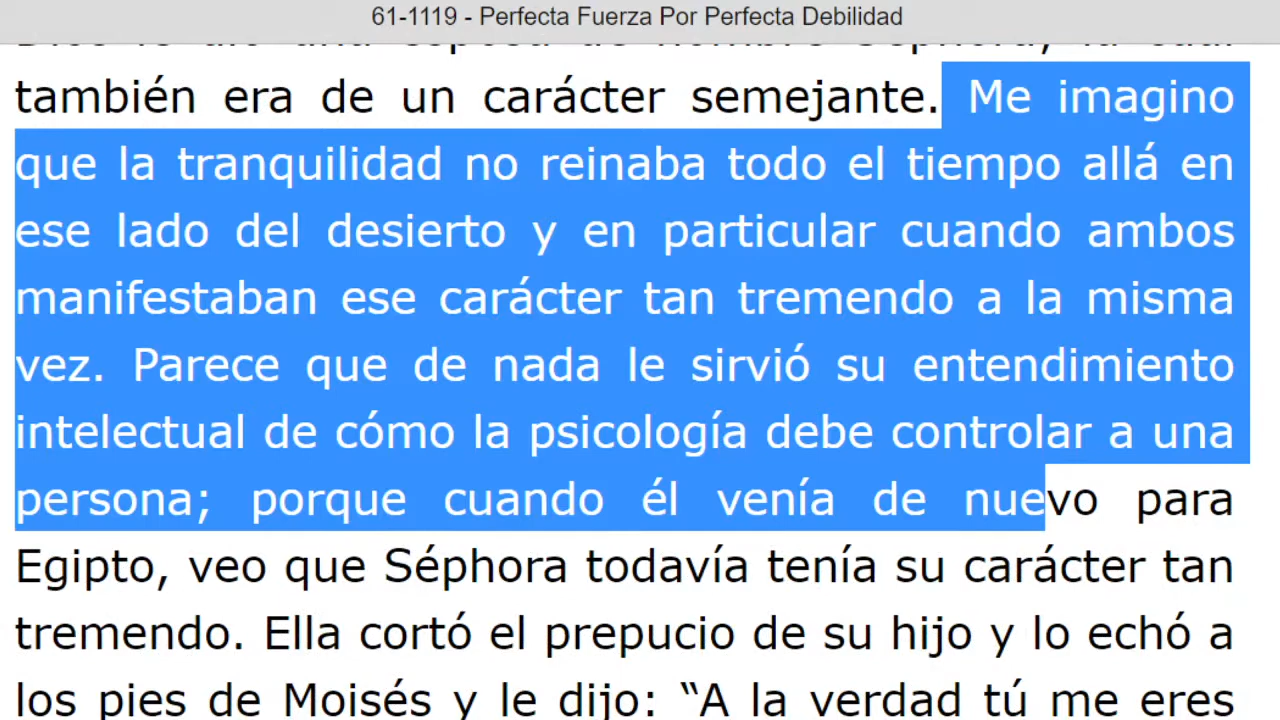 61-1119 - Perfecta Fuerza Por Perfecta Debilidad
también era de un carácter semejante. Me imagino
que la tranquilidad no reinaba todo el tiempo allá en
ese lado del desierto y en particular cuando ambos
manifestaban ese carácter tan tremendo a la misma
vez. Parece que de nada le sirvió su entendimiento
intelectual de cómo la psicología debe controlar a una
persona; porque cuando él venía de nuevo para
Egipto, veo que Séphora todavía tenía su carácter tan
tremendo. Ella cortó el prepucio de su hijo y lo echó a
los pies de Moisés y le dijo: “A la verdad tú me eres